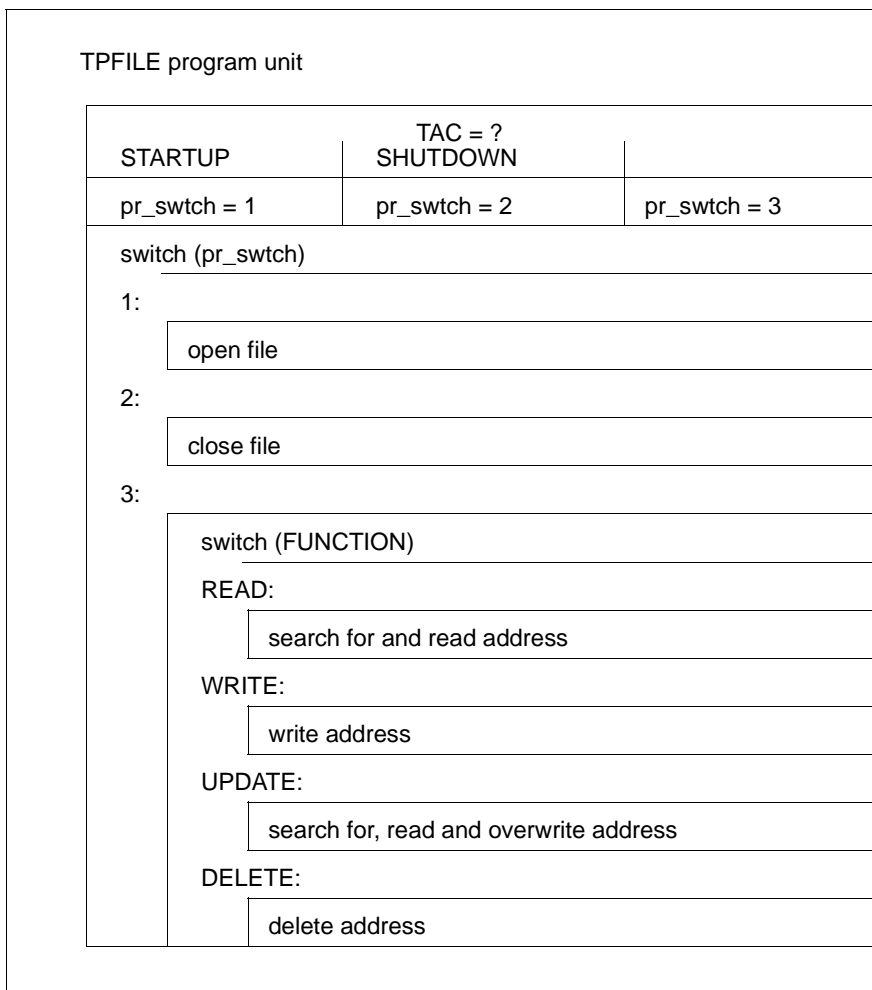 TPFILE program unit
TAC = ?
STARTUP SHUTDOWN
pr_swtch = 1 pr_swtch = 2 pr_swtch = 3
switch (pr_swtch)
1:
open file
2:
close file
3:
switch (FUNCTION)
READ:
search for and read address
WRITE:
write address
UPDATE:
search for, read and overwrite address
DELETE:
delete address